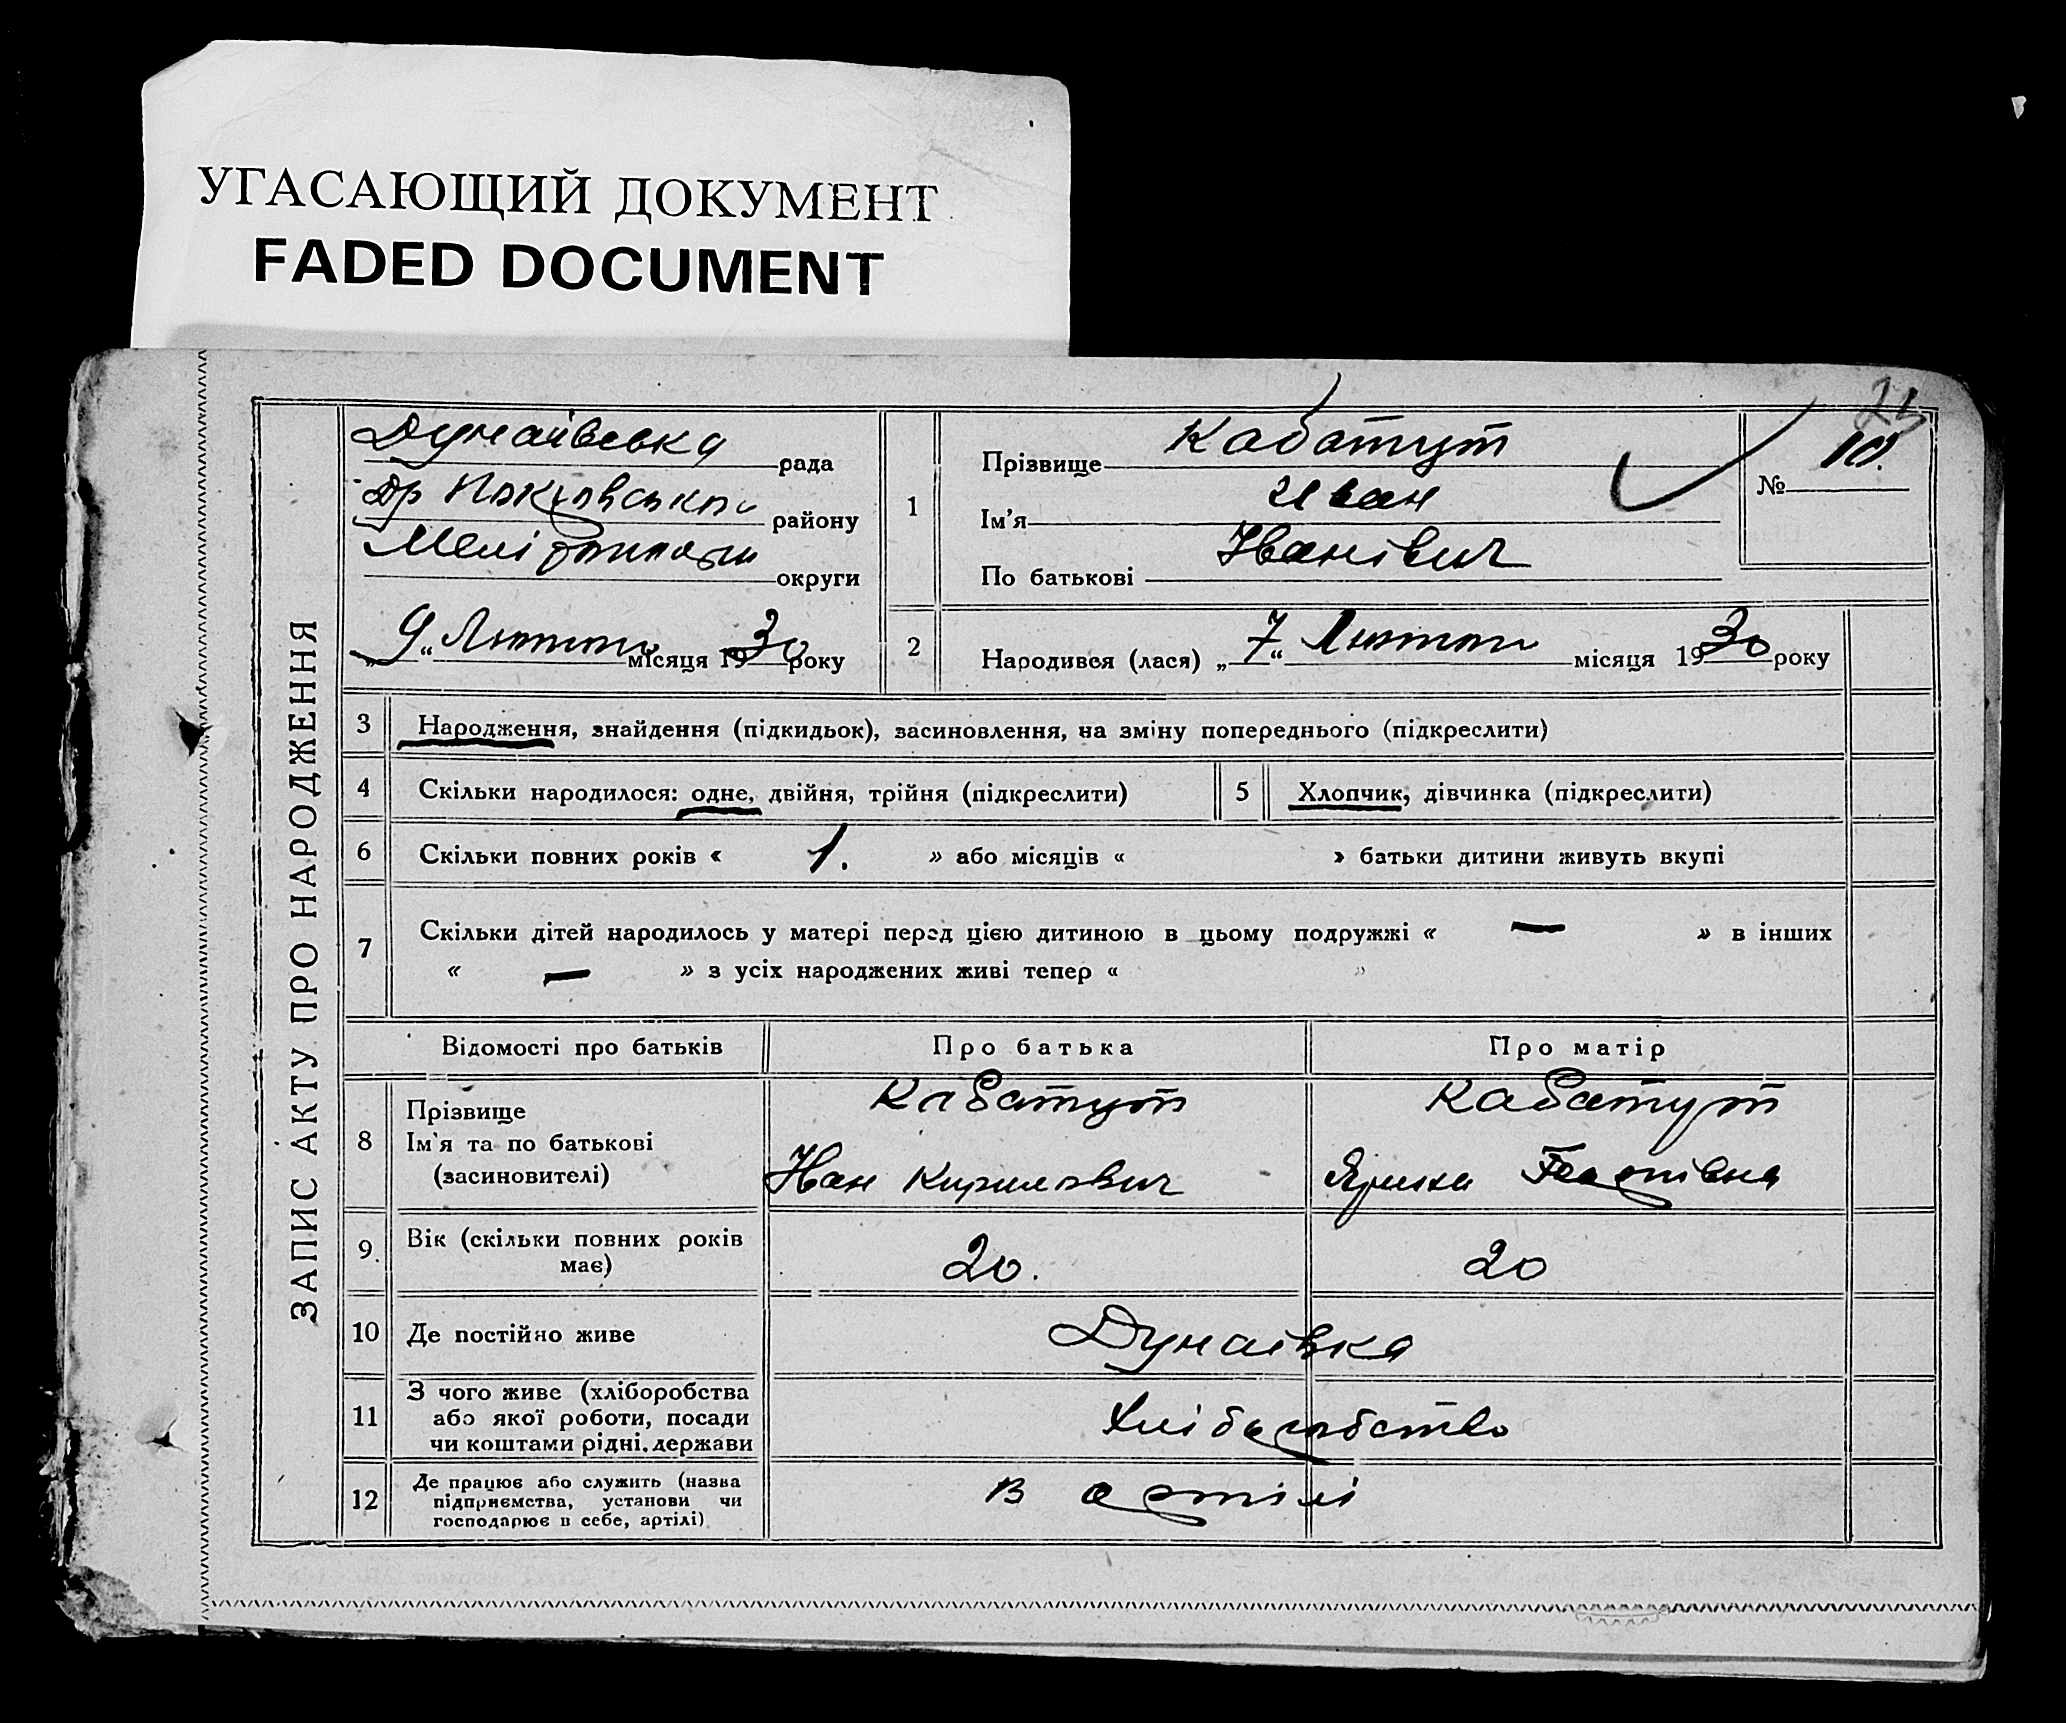 УГАСАЮЩИЙ ДОКУМЕНТ
FADED DOCUMENT
ЗАПИС АКТУ ПРО НАРОДЖЕННЯ
Дунаївська рада
району
округи
„9“ Лютого місяця 1930 року
1
Прізвище Кабатут
Ім'я Иван
По батькові Іванівич
№ 10.
2
Народився (лася) „7“ Лютого місяця 1930 року
3 Народження, знайдення (підкидьок), засиновлення, на зміну попереднього (підкреслити)
4 Скільки народилося: одне, двійня, трійня (підкреслити) 5 Хлопчик, дівчинка (підкреслити)
6 Скільки повних років « 1. » або місяців « » батьки дитини живуть вкупі
7 Скільки дітей народилось у матері перед цією дитиною в цьому подружжі « — » в інших
« — » з усіх народжених живі тепер « »
Відомості про батьків Про батька Про матір
8 Прізвище Кабатут Кабатут
Ім'я та по батькові
(засиновителі) Іван Кирилович Ярина
9. Вік (скільки повних років має) 20. 20
10 Де постійно живе Дунаівка
11 З чого живе (хліборобства
або якої роботи, посади
чи коштами рідні, держави Хліборобство
12 Де працює або служить (назва
підприємства, установи чи
господарює в себе, артілі) В артілі